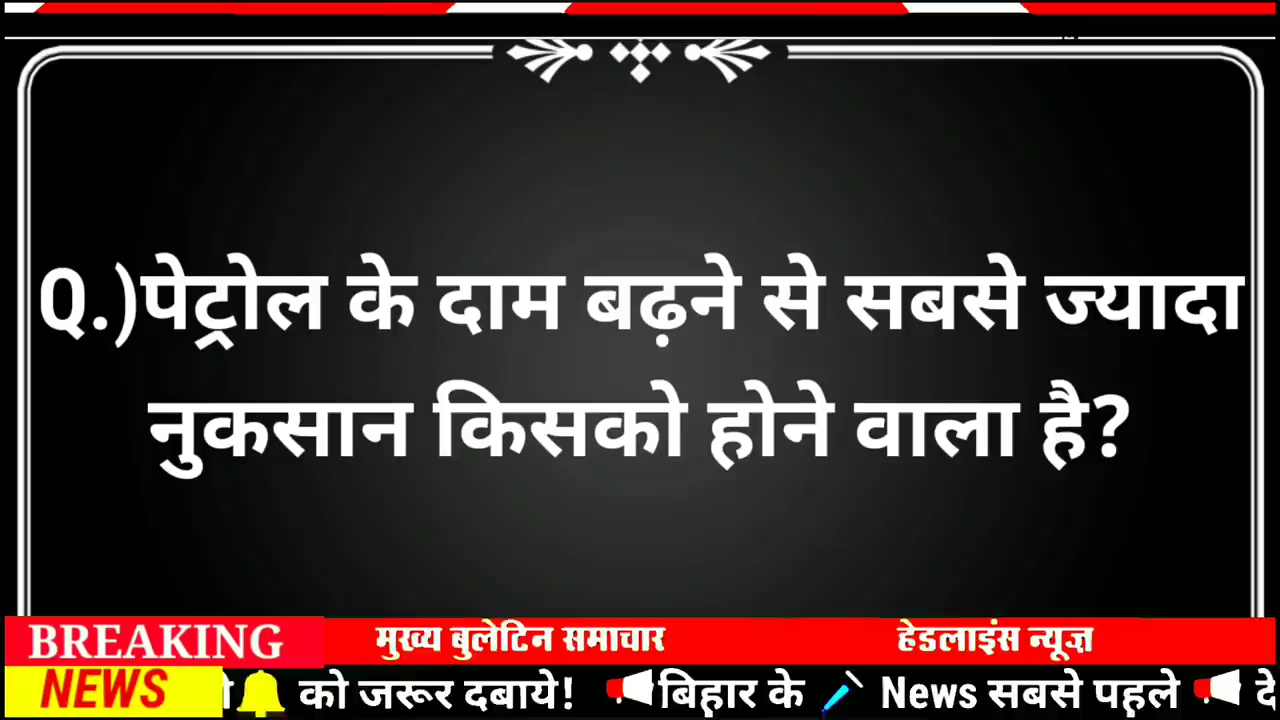 Q.)पेट्रोल के दाम बढ़ने से सबसे ज्यादा
नुकसान किसको होने वाला है?
BREAKING
मुख्य बुलेटिन समाचार
हेडलाइंस न्यूज
NEWS
को जरूर दबाये! बिहार के News सबसे पहले